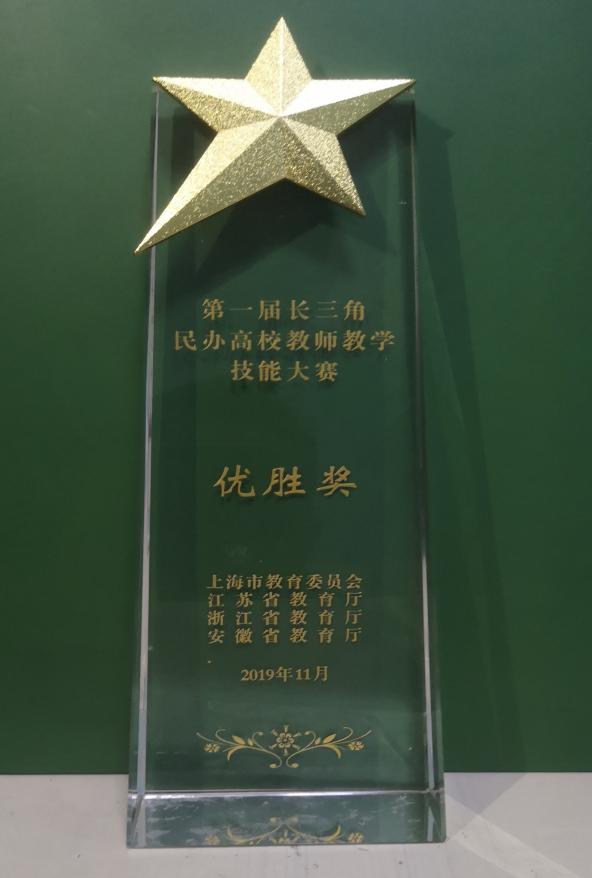 第一届长三角
民办高校教师教学
技能大赛
优胜奖
上海市教育委员会
江苏省教育厅
浙江省教育厅
安徽省教育厅
2019年11月